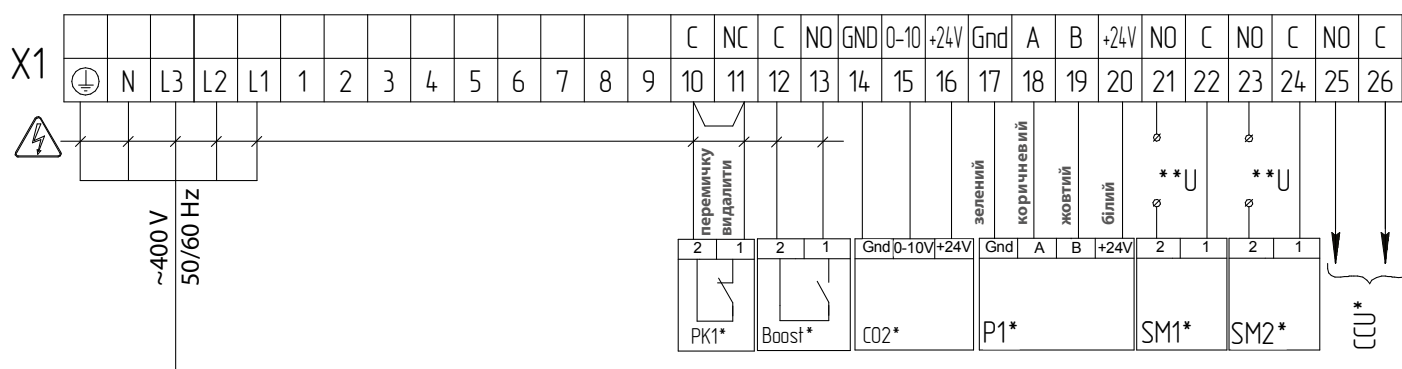 X1
C NC C NO GND 0-10 +24V Gnd A B +24V NO C NO C NO C
N L3 L2 L1 1 2 3 4 5 6 7 8 9 10 11 12 13 14 15 16 17 18 19 20 21 22 23 24 25 26
~400 V
50/60 Hz
перемичку
видалити
зелений
коричневий
жовтий
білий
**U
**U
2 1 2 1 Gnd 0-10V +24V Gnd A B +24V 2 1 2 1
PK1* Boost* CO2* P1* SM1* SM2*
CCU*